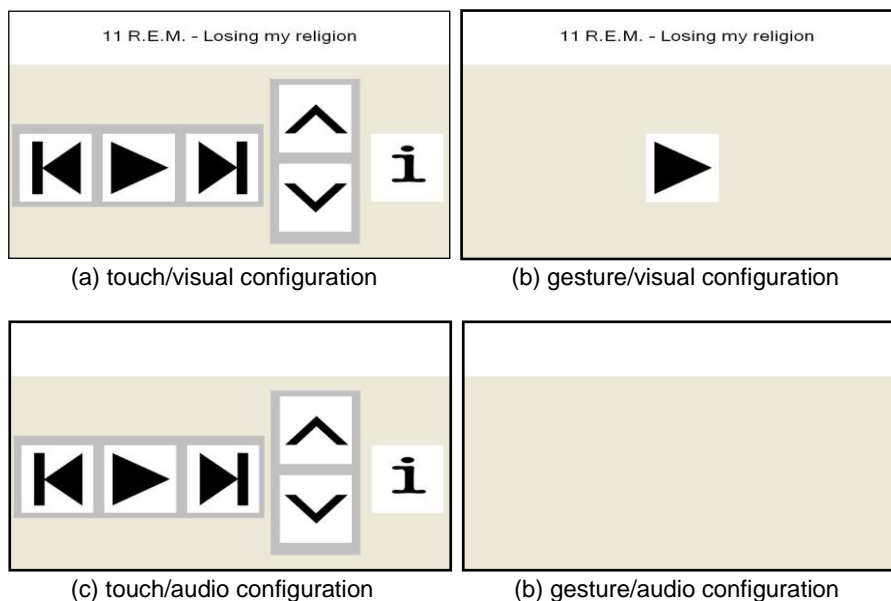 11 R.E.M. - Losing my religion
11 R.E.M. - Losing my religion
i
(a) touch/visual configuration
(b) gesture/visual configuration
i
(c) touch/audio configuration
(b) gesture/audio configuration